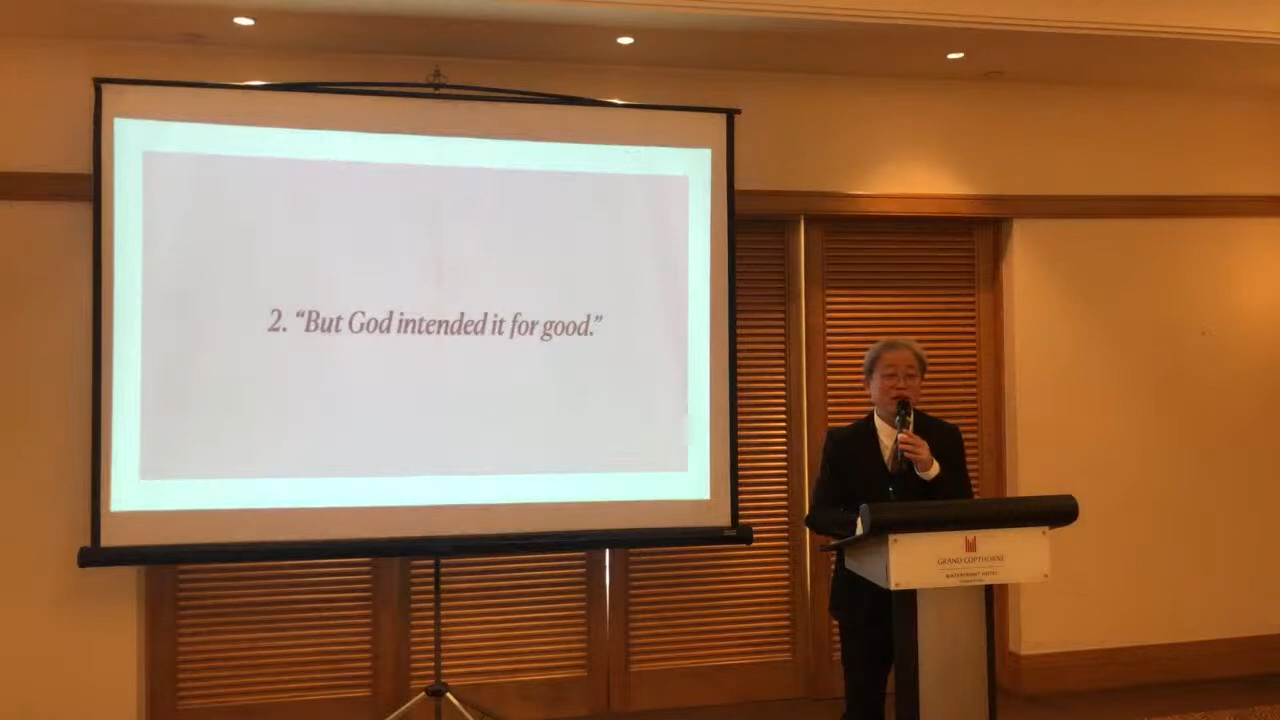 2. “But God intended it for good.”
GRAND COPTHORNE
WATERFRONT HOTEL